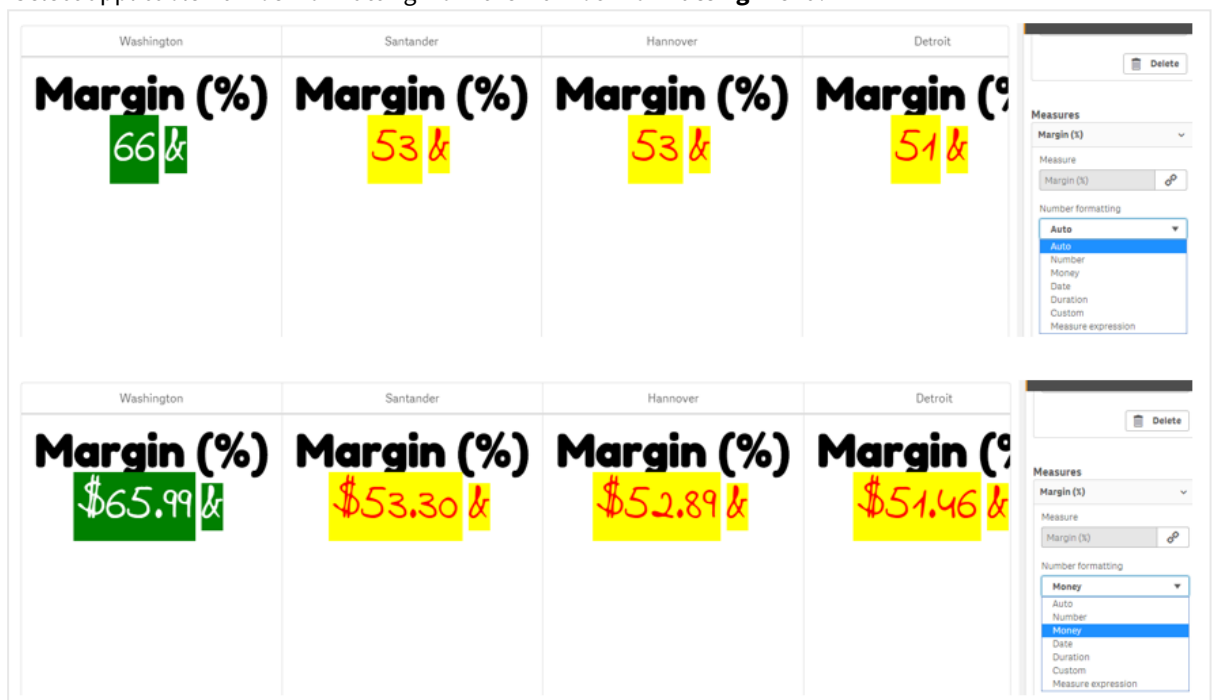 Washington Santander Hannover Detroit
Margin (%) Margin (%) Margin (%) Margin (%
66 & 53 & 53 & 51 &
Delete
Measures
Margin (%)
Measure
Margin (%)
Number formatting
Auto
Auto
Number
Money
Date
Duration
Custom
Measure expression
Washington Santander Hannover Detroit
Margin (%) Margin (%) Margin (%) Margin (%
$65.99 & $53.30 & $52.89 & $51.46 &
Delete
Measures
Margin (%)
Measure
Margin (%)
Number formatting
Money
Auto
Number
Money
Date
Duration
Custom
Measure expression